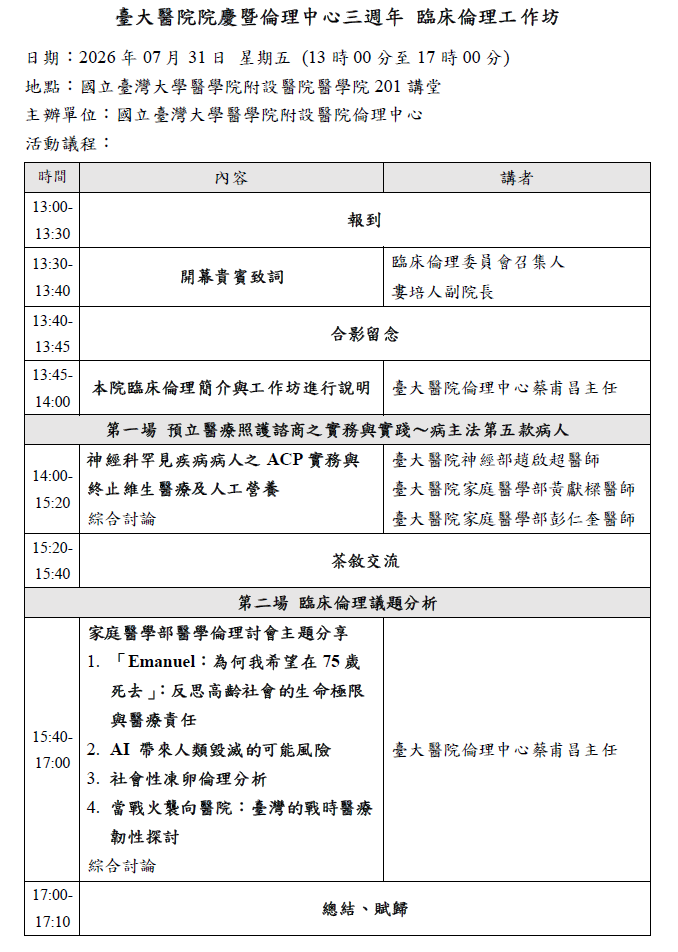 臺大醫院院慶暨倫理中心三週年 臨床倫理工作坊
日期：2026 年 07 月 31 日 星期五 (13 時 00 分至 17 時 00 分)
地點：國立臺灣大學醫學院附設醫院醫學院 201 講堂
主辦單位：國立臺灣大學醫學院附設醫院倫理中心
活動議程：
時間 內容 講者
13:00-
13:30
報到
13:30-
13:40
開幕貴賓致詞
臨床倫理委員會召集人
婁培人副院長
13:40-
13:45
合影留念
13:45-
14:00
本院臨床倫理簡介與工作坊進行說明
臺大醫院倫理中心蔡甫昌主任
第一場 預立醫療照護諮商之實務與實踐～病主法第五款病人
14:00-
15:20
神經科罕見疾病病人之 ACP 實務與
終止維生醫療及人工營養
綜合討論
臺大醫院神經部趙啟超醫師
臺大醫院家庭醫學部黃獻樑醫師
臺大醫院家庭醫學部彭仁奎醫師
15:20-
15:40
茶敘交流
第二場 臨床倫理議題分析
15:40-
17:00
家庭醫學部醫學倫理討會主題分享
1. 「Emanuel：為何我希望在 75 歲
死去」：反思高齡社會的生命極限
與醫療責任
2. AI 帶來人類毀滅的可能風險
3. 社會性凍卵倫理分析
4. 當戰火襲向醫院：臺灣的戰時醫療
韌性探討
綜合討論
臺大醫院倫理中心蔡甫昌主任
17:00-
17:10
總結、賦歸